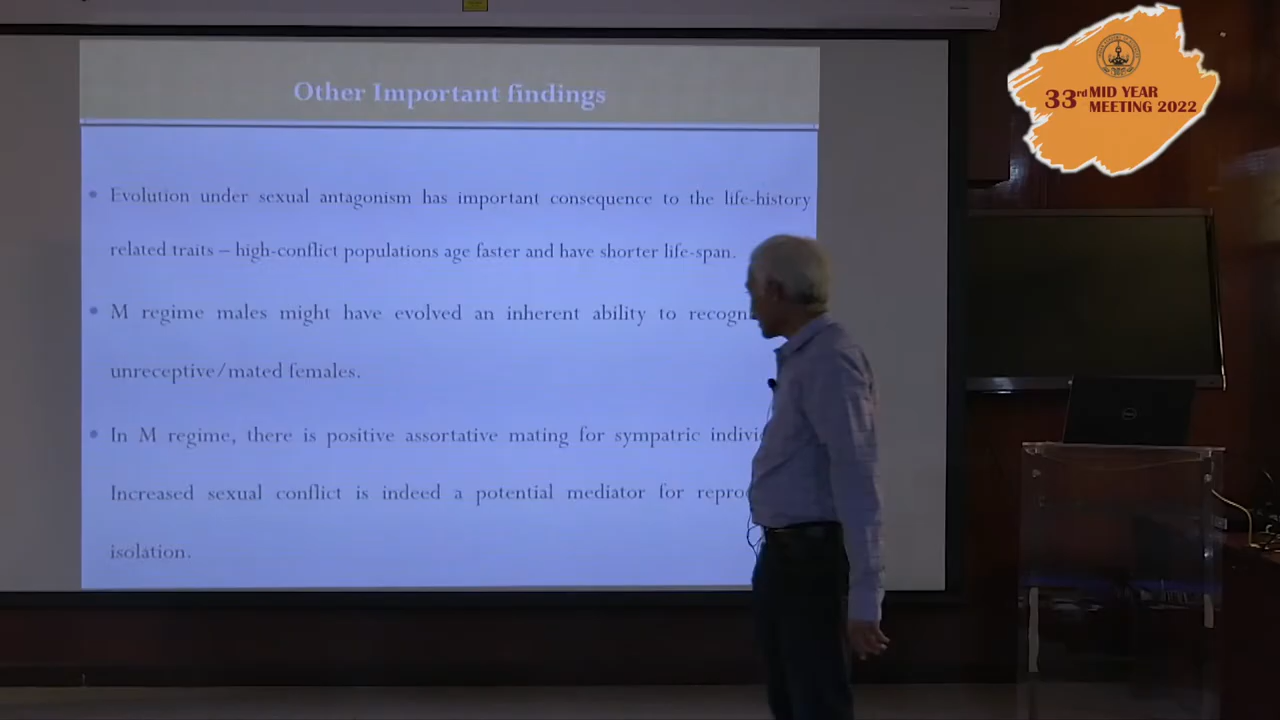 Other Important findings
• Evolution under sexual antagonism has important consequence to the life-history
related traits – high-conflict populations age faster and have shorter life-span.
• M regime males might have evolved an inherent ability to
unreceptive/mated females.
• In M regime, there is positive assortative mating for sympatric
Increased sexual conflict is indeed a potential mediator for
isolation.
33rd MID YEAR
MEETING 2022